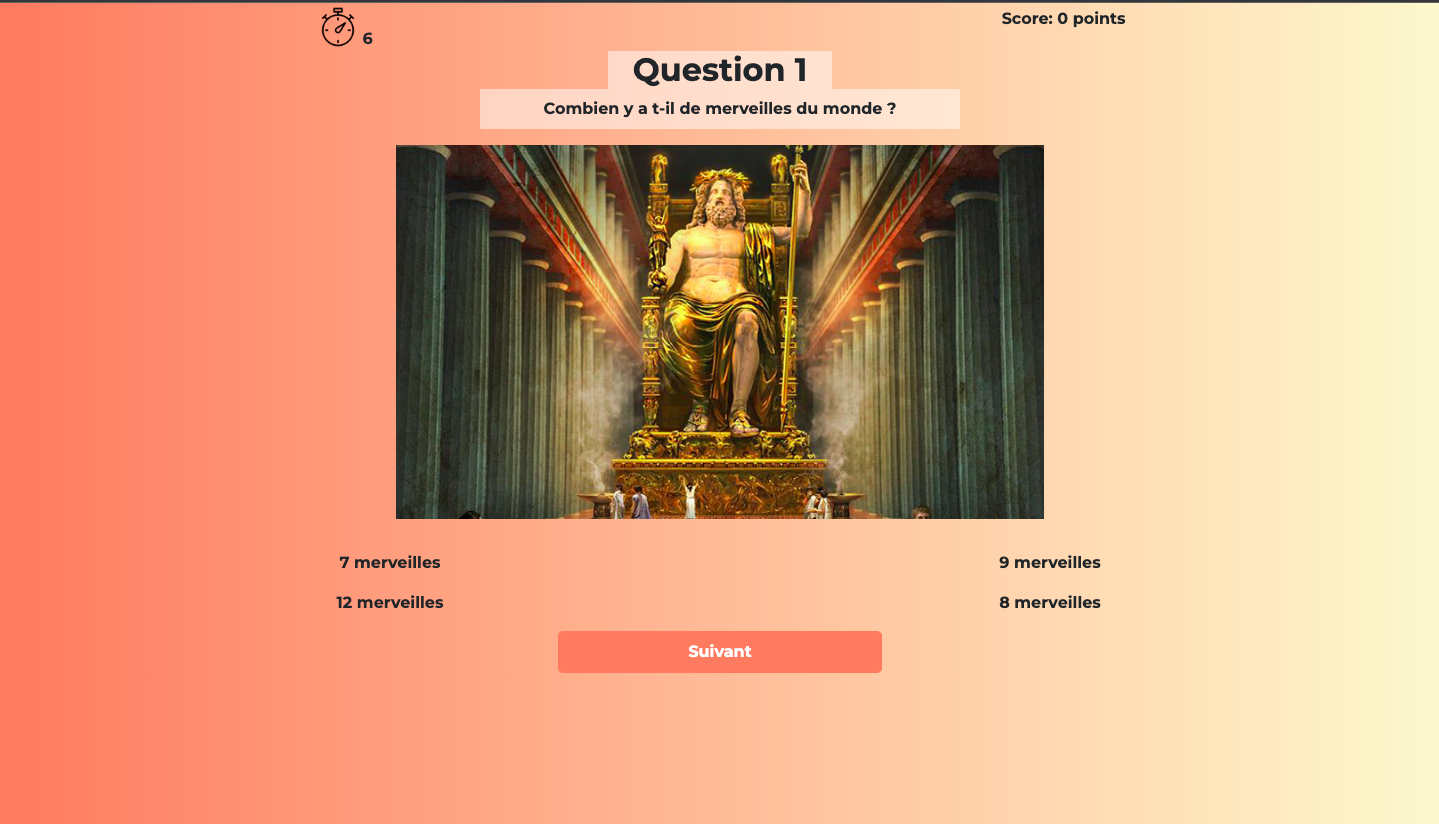 6
Score: 0 points
Question 1
Combien y a t-il de merveilles du monde ?
7 merveilles
9 merveilles
12 merveilles
8 merveilles
Suivant